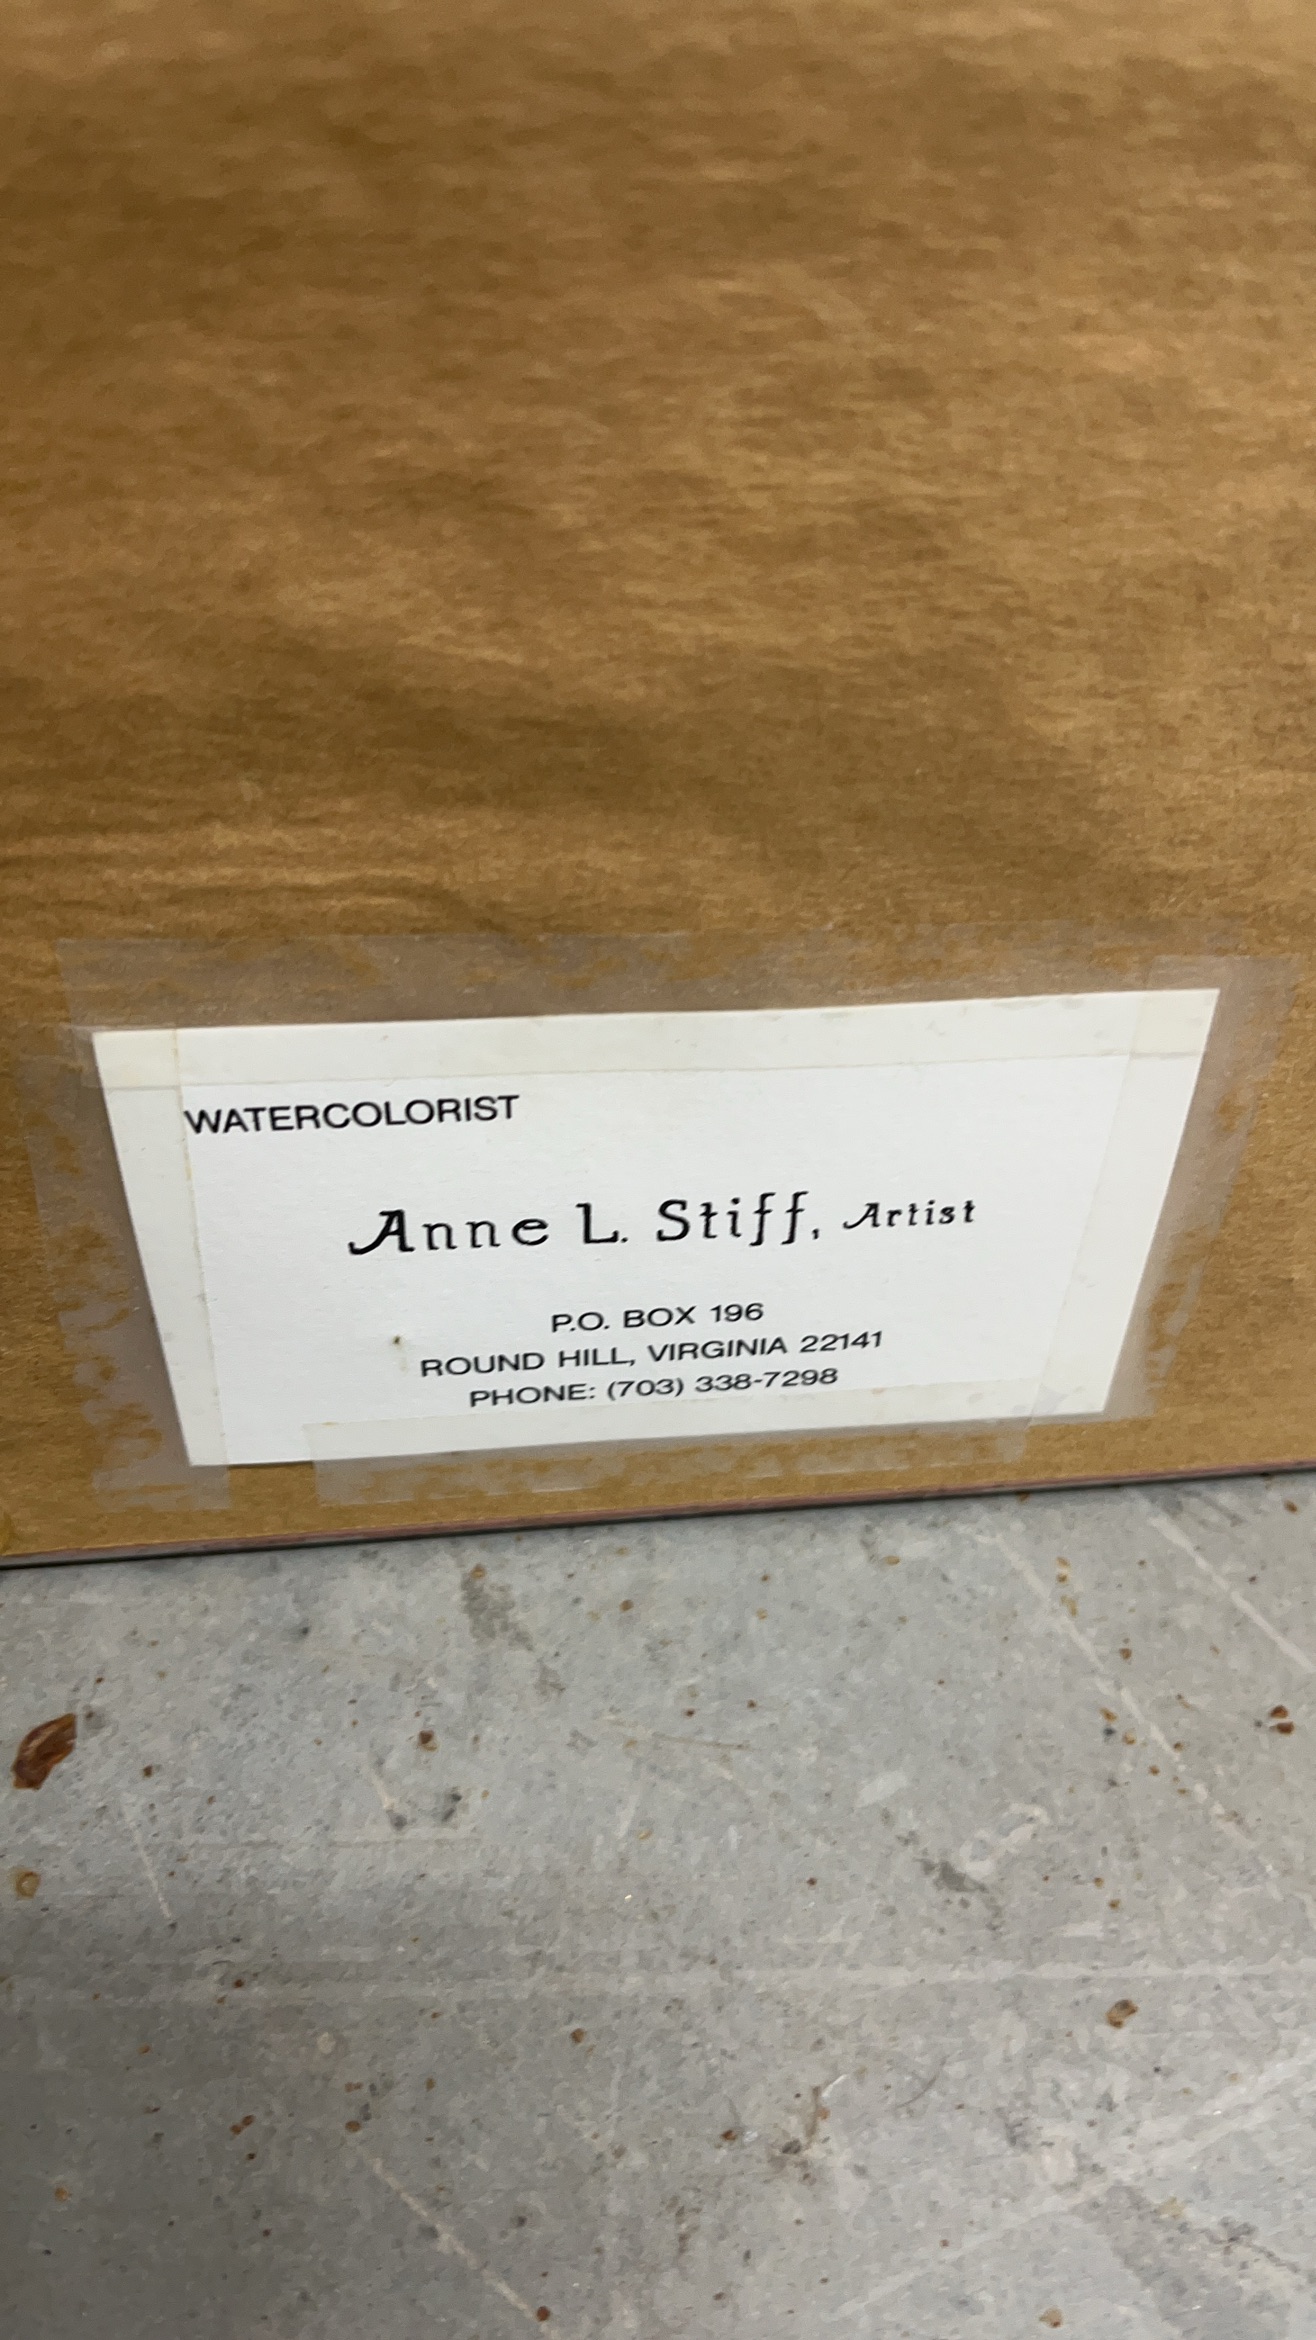 WATERCOLORIST
Anne L. Stiff, Artist
P.O. BOX 196
ROUND HILL, VIRGINIA 22141
PHONE: (703) 338-7298